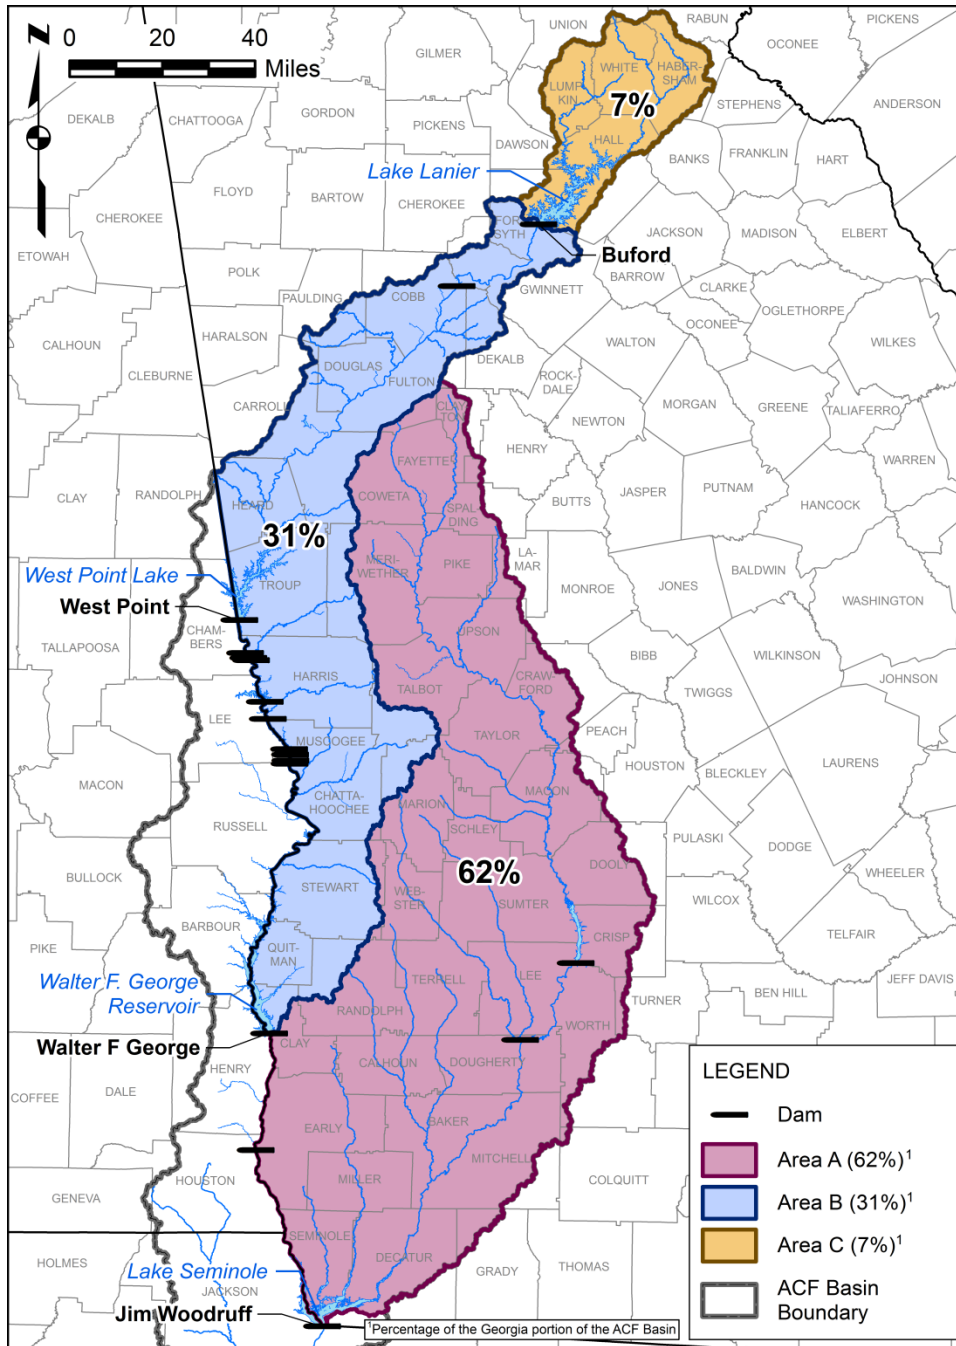 N
0 20 40
Miles
UNION
RABUN
PICKENS
GILMER
OCONEE
WHITE
HABER-
SHAM
LUMP
KIN
7%
DEKALB
CHATTOOGA
GORDON
PICKENS
STEPHENS
ANDERSON
DAWSON
HALL
BANKS
FRANKLIN
HART
Lake Lanier
FLOYD
BARTOW
CHEROKEE
CHEROKEE
FOR
SYTH
JACKSON
MADISON
ELBERT
ETOWAH
Buford
POLK
BARROW
GWINNETT
CLARKE
PAULDING
COBB
OGLETHORPE
OCONEE
CALHOUN
HARALSON
WALTON
WILKES
DEKALB
CLEBURNE
DOUGLAS
FULTON
ROCK-
DALE
CARROLL
CLAY
TON
NEWTON
MORGAN
GREENE
TALIAFERRO
HENRY
FAYETTE
WARREN
CLAY
RANDOLPH
HEARD
COWETA
SPAL
DING
BUTTS
JASPER
PUTNAM
HANCOCK
31%
LA-
MAR
MERI-
WETHER
PIKE
BALDWIN
West Point Lake
TROUP
MONROE
JONES
WASHINGTON
West Point
CHAM-
BERS
UPSON
TALLAPOOSA
BIBB
WILKINSON
HARRIS
CRAW-
FORD
TALBOT
TWIGGS
JOHNSON
LEE
TAYLOR
PEACH
MUSCOGEE
HOUSTON
BLECKLEY
LAURENS
MACON
CHATTA-
HOOCHEE
MACON
MARION
RUSSELL
SCHLEY
PULASKI
DODGE
DOOLY
BULLOCK
62%
WHEELER
STEWART
WEB-
STER
SUMTER
WILCOX
PIKE
BARBOUR
CRISP
TELFAIR
QUIT-
MAN
Walter F. George
Reservoir
TERRELL
LEE
JEFF DAVIS
BEN HILL
TURNER
RANDOLPH
WORTH
Walter F George
CLAY
CALHOUN
DOUGHERTY
HENRY
DALE
COFFEE
EARLY
BAKER
MITCHELL
HOUSTON
MILLER
COLQUITT
GENEVA
SEMINOLE
DECATUR
HOLMES
Lake Seminole
GRADY
THOMAS
JACKSON
Jim Woodruff
LEGEND
Dam
Area A (62%)¹
Area B (31%)¹
Area C (7%)¹
ACF Basin
Boundary
¹Percentage of the Georgia portion of the ACF Basin